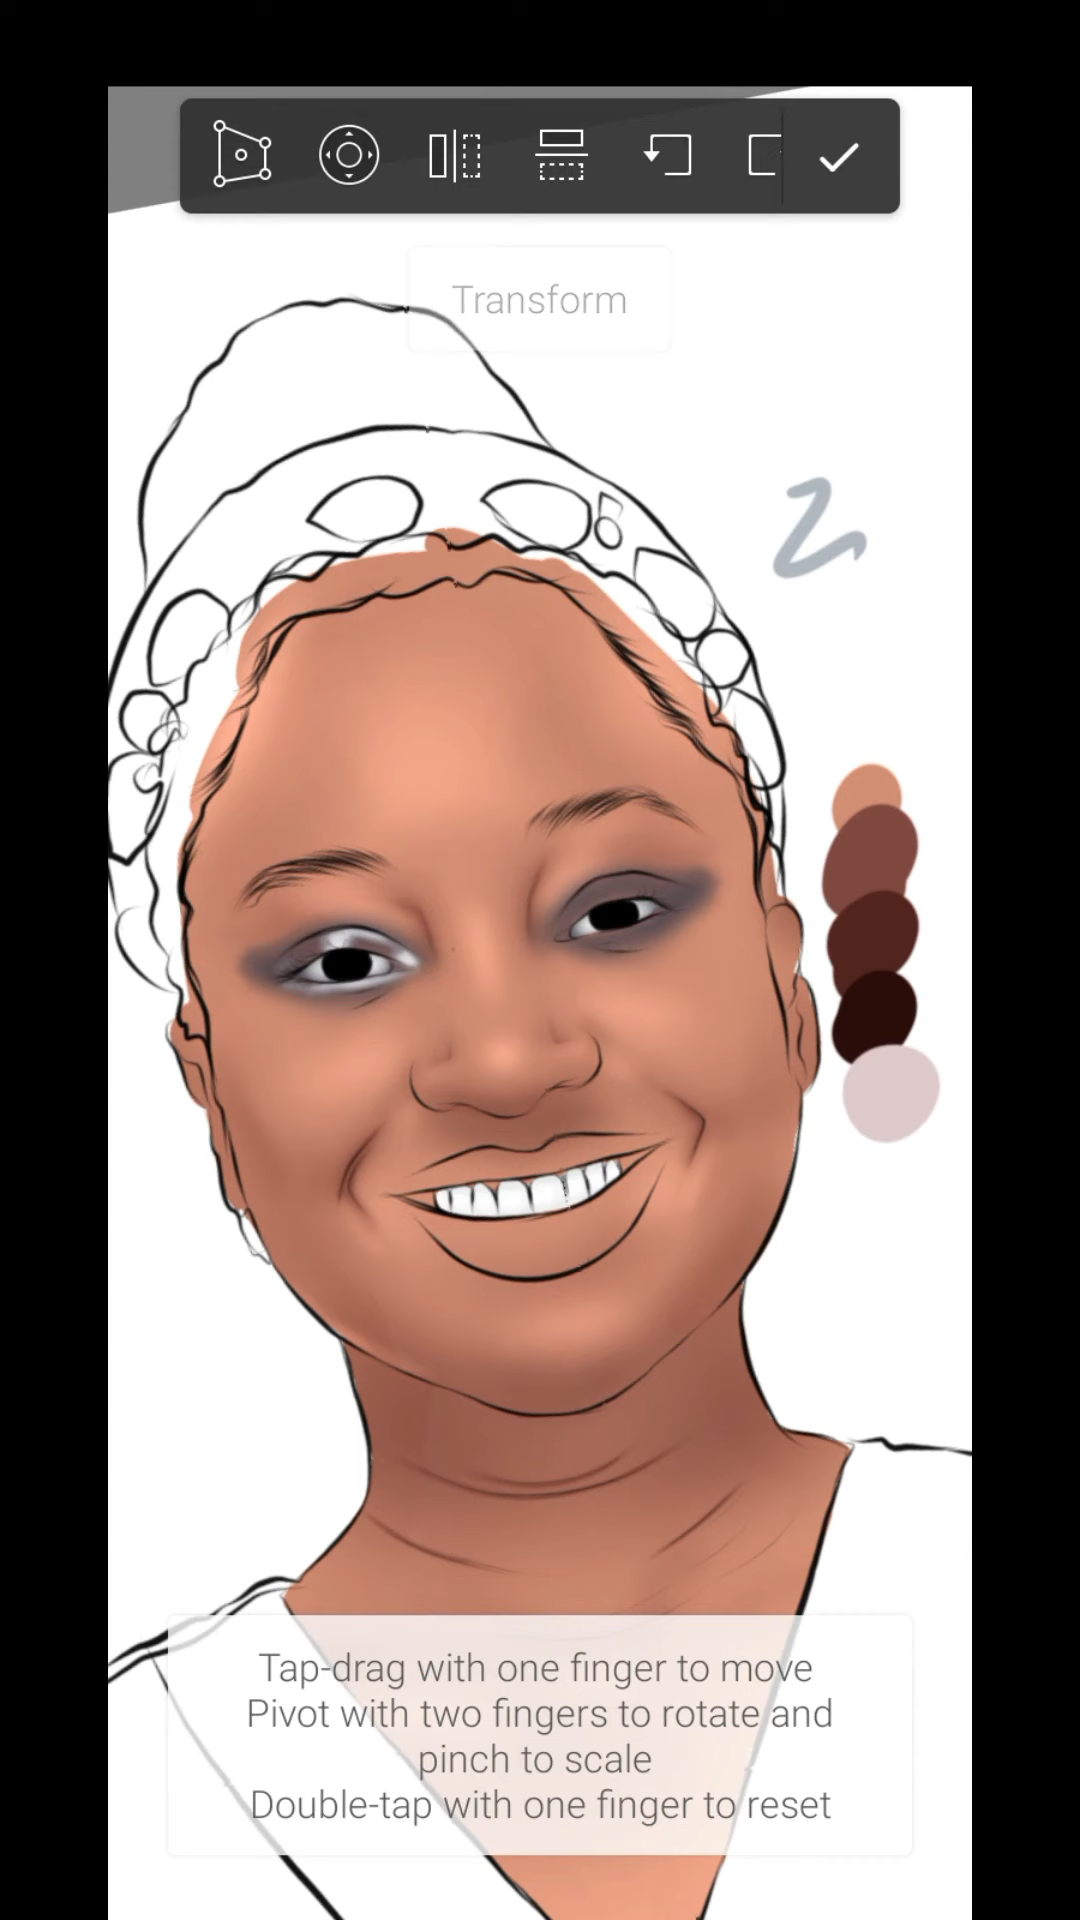 Transform
Tap-drag with one finger to move
Pivot with two fingers to rotate and
pinch to scale
Double-tap with one finger to reset